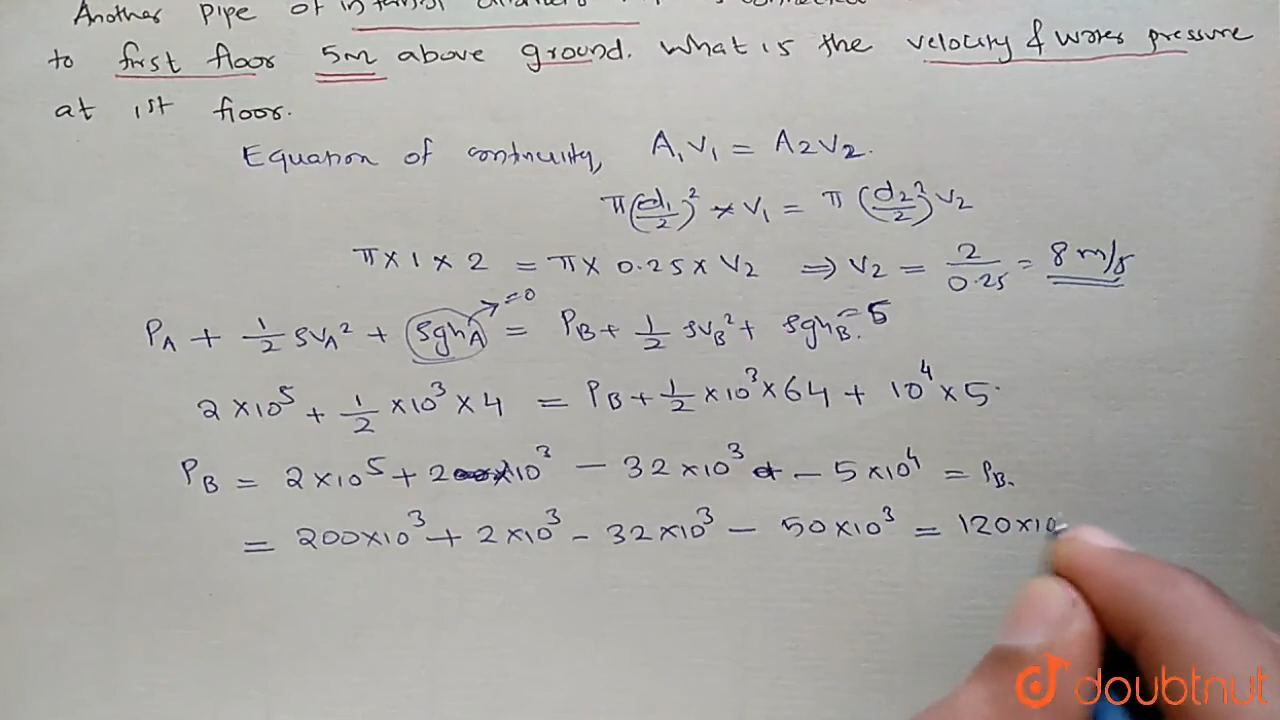 Another pipe of internal
to first floor 5m above ground. What is the velocity & water pressure
at 1st floor.
Equation of continuity, A₁V₁ = A2V2.
π(d₁/2)² × V₁ = π(d₂/2)² V₂
π × 1 × 2 = π × 0.25 × V₂ ⇒ V₂ = 2/0.25 = 8 m/s
=0
P_A + 1/2 ρV_A² + ρgh_A = P_B + 1/2 ρV_B² + ρgh_B. = 5
2 × 10⁵ + 1/2 × 10³ × 4 = P_B + 1/2 × 10³ × 64 + 10⁴ × 5.
P_B = 2 × 10⁵ + 2 × 10³ − 32 × 10³ − 5 × 10⁴ = P_B.
= 200 × 10³ + 2 × 10³ − 32 × 10³ − 50 × 10³ = 120 × 10
doubtnut